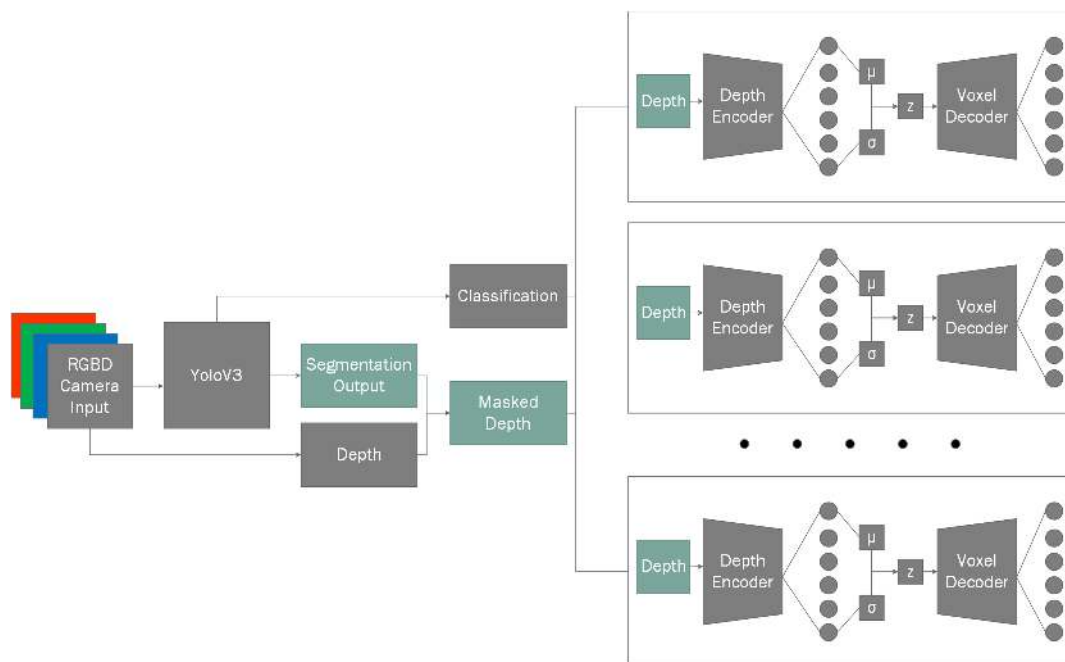 RGBD
Camera
Input
YoloV3
Classification
Segmentation
Output
Depth
Masked
Depth
Depth
Depth
Encoder
μ
σ
z
Voxel
Decoder
Depth
Depth
Encoder
μ
σ
z
Voxel
Decoder
Depth
Depth
Encoder
μ
σ
z
Voxel
Decoder